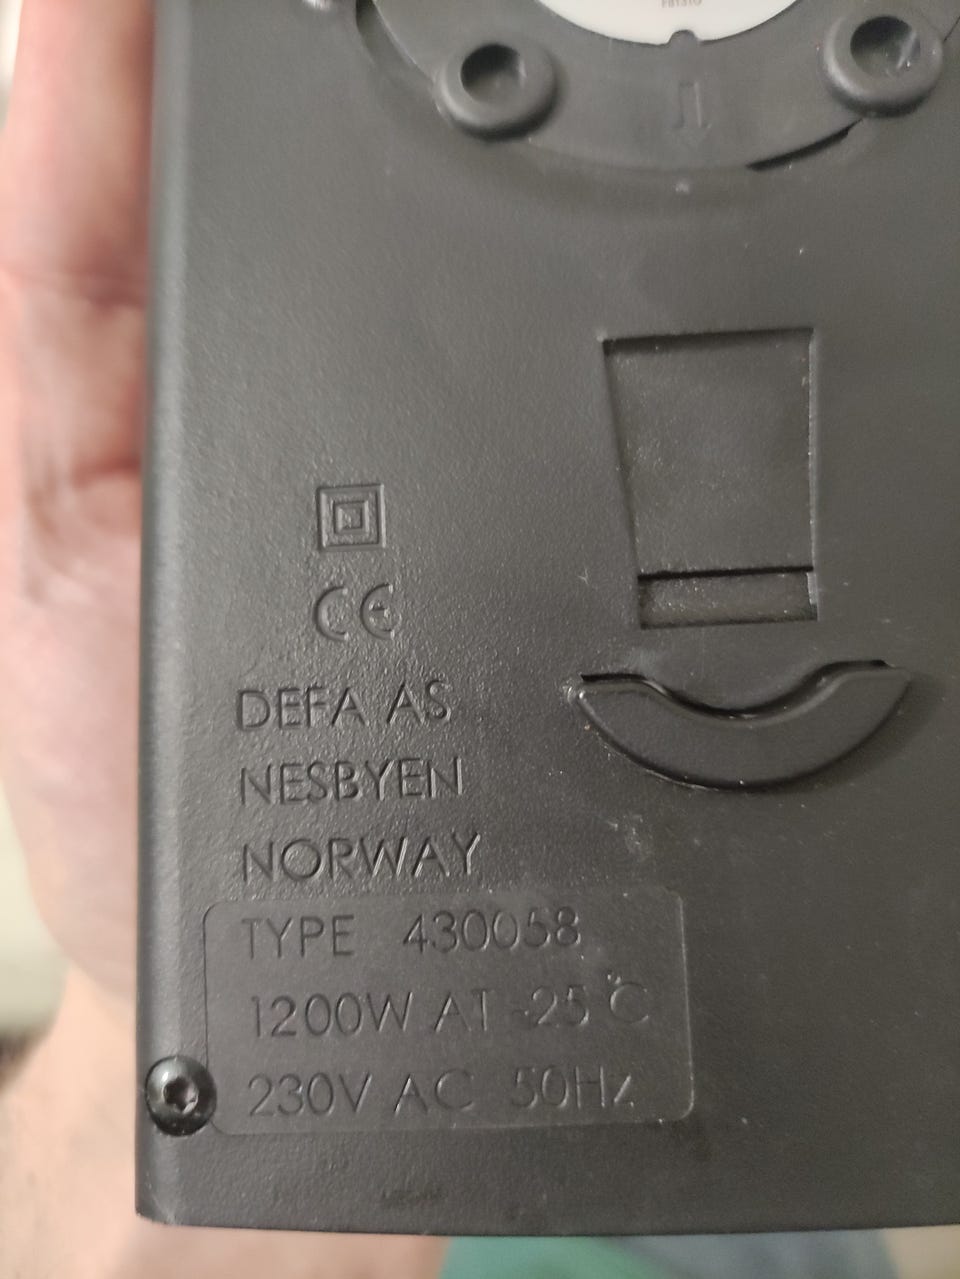 CE
DEFA AS
NESBYEN
NORWAY
TYPE 430058
1200W AT -25°C
230V AC 50Hz